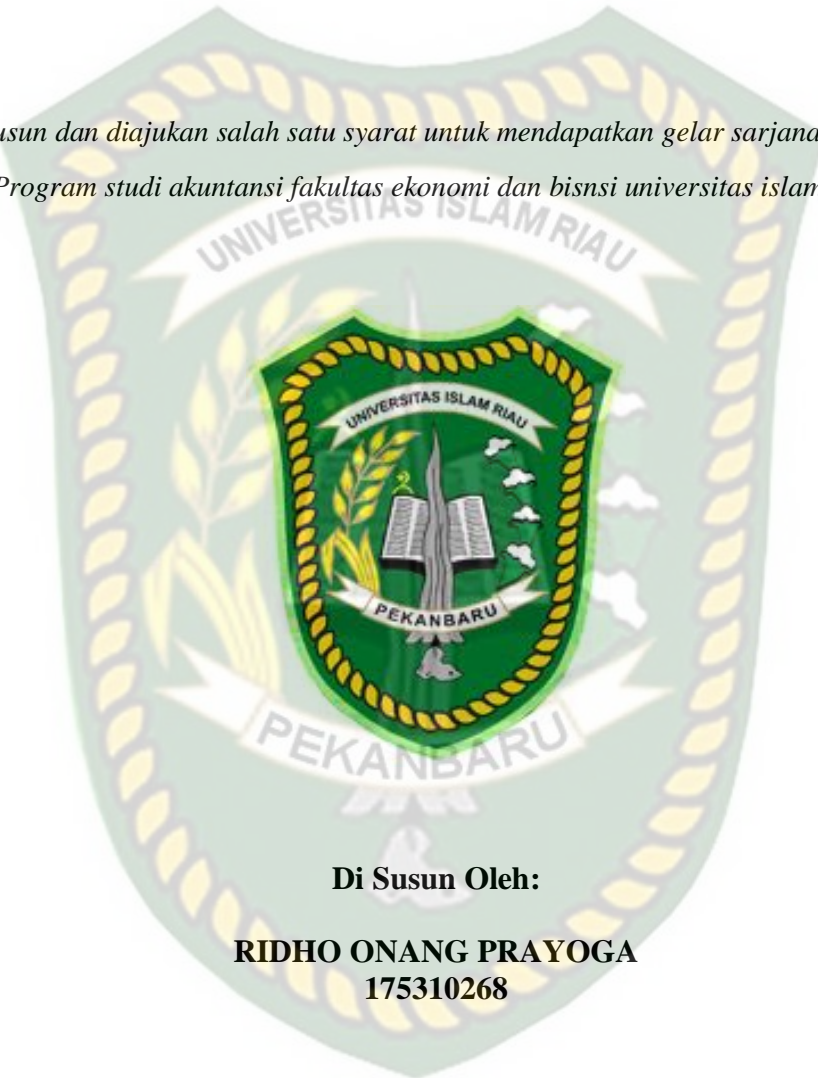 usun dan diajukan salah satu syarat untuk mendapatkan gelar sarjana
Program studi akuntansi fakultas ekonomi dan bisnsi universitas islam
UNIVERSITAS ISLAM RIAU
UNIVERSITAS ISLAM RIAU
PEKANBARU
PEKANBARU
Di Susun Oleh:
RIDHO ONANG PRAYOGA
175310268